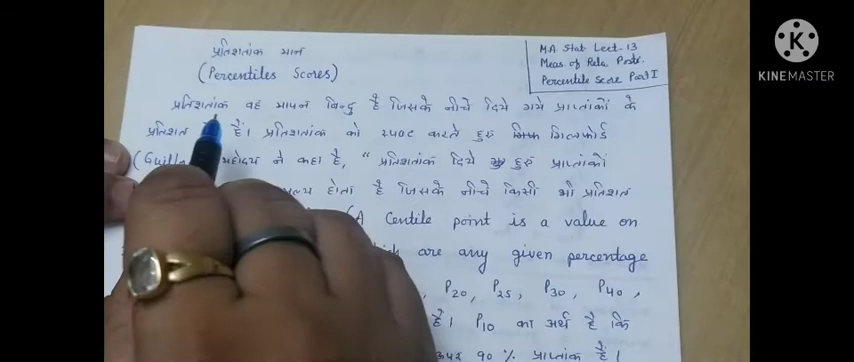 प्रतिशतांक मान
(Percentiles Scores)
M.A. Stat Lect-13
Meas. of Rela. Posti.
Percentile Score Part I
प्रतिशतांक वह मापन बिन्दु है जिसके नीचे दिये गये प्राप्तांकों के
प्रतिशत हैं। प्रतिशतांक को स्पष्ट करते हुए गिलफोर्ड
महोदय ने कहा है, "प्रतिशतांक दिये हुए प्राप्तांकों
होता है जिसके नीचे किसी भी प्रतिशत
(A Centile point is a value on
are any given percentage
P20, P25, P30, P40,
है। P10 का अर्थ है कि
90 % प्राप्तांक हैं।
K
KINEMASTER